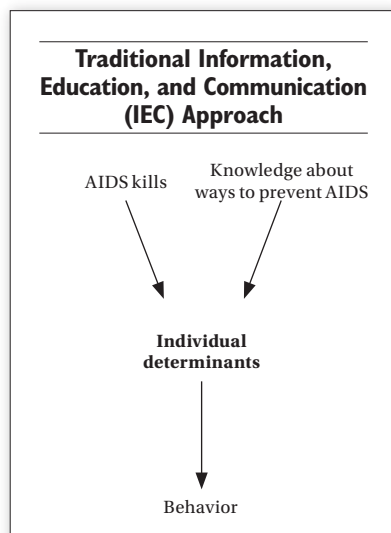 Traditional Information,
Education, and Communication
(IEC) Approach
AIDS kills
Knowledge about
ways to prevent AIDS
Individual
determinants
Behavior